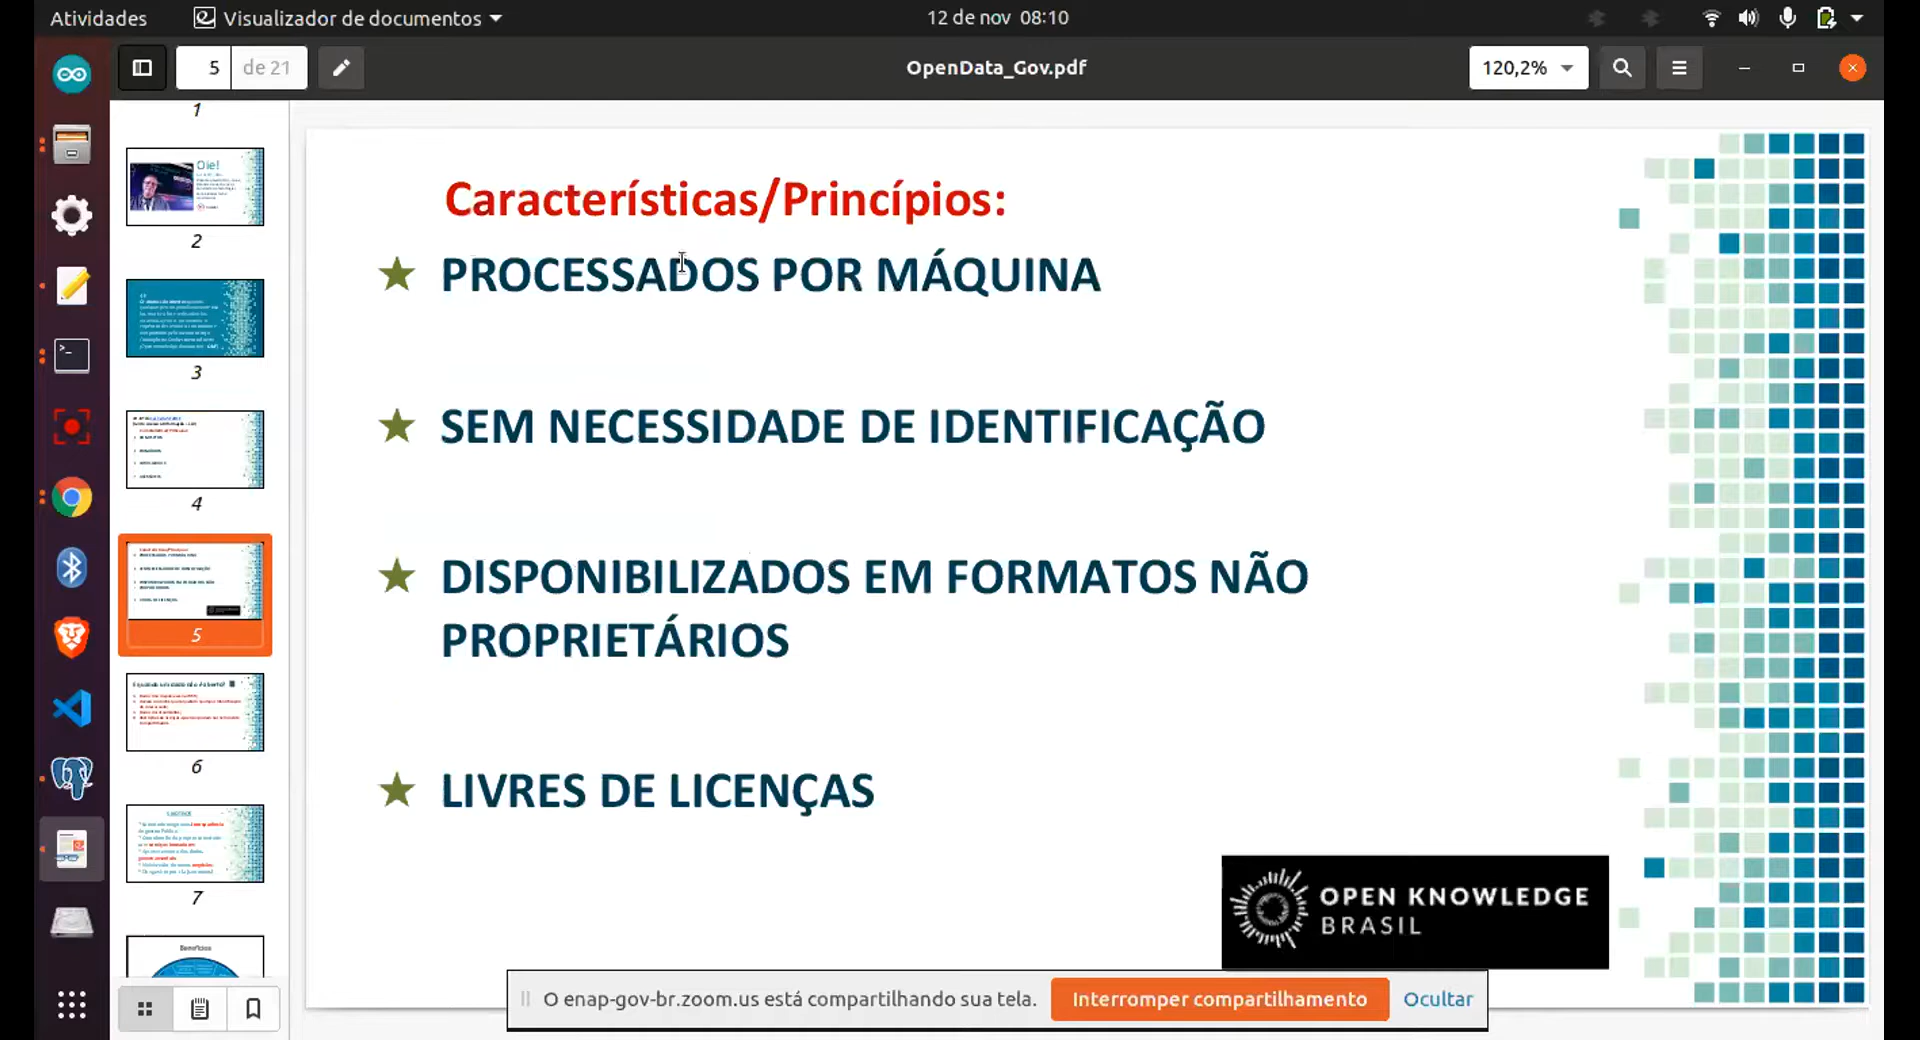 Atividades
Visualizador de documentos
12 de nov 08:10
5
de 21
OpenData_Gov.pdf
120,2%
1
Oie!
2
3
4
5
6
7
Benefícios
Características/Princípios:
PROCESSADOS POR MÁQUINA
SEM NECESSIDADE DE IDENTIFICAÇÃO
DISPONIBILIZADOS EM FORMATOS NÃO
PROPRIETÁRIOS
LIVRES DE LICENÇAS
OPEN KNOWLEDGE
BRASIL
O enap-gov-br.zoom.us está compartilhando sua tela.
Interromper compartilhamento
Ocultar